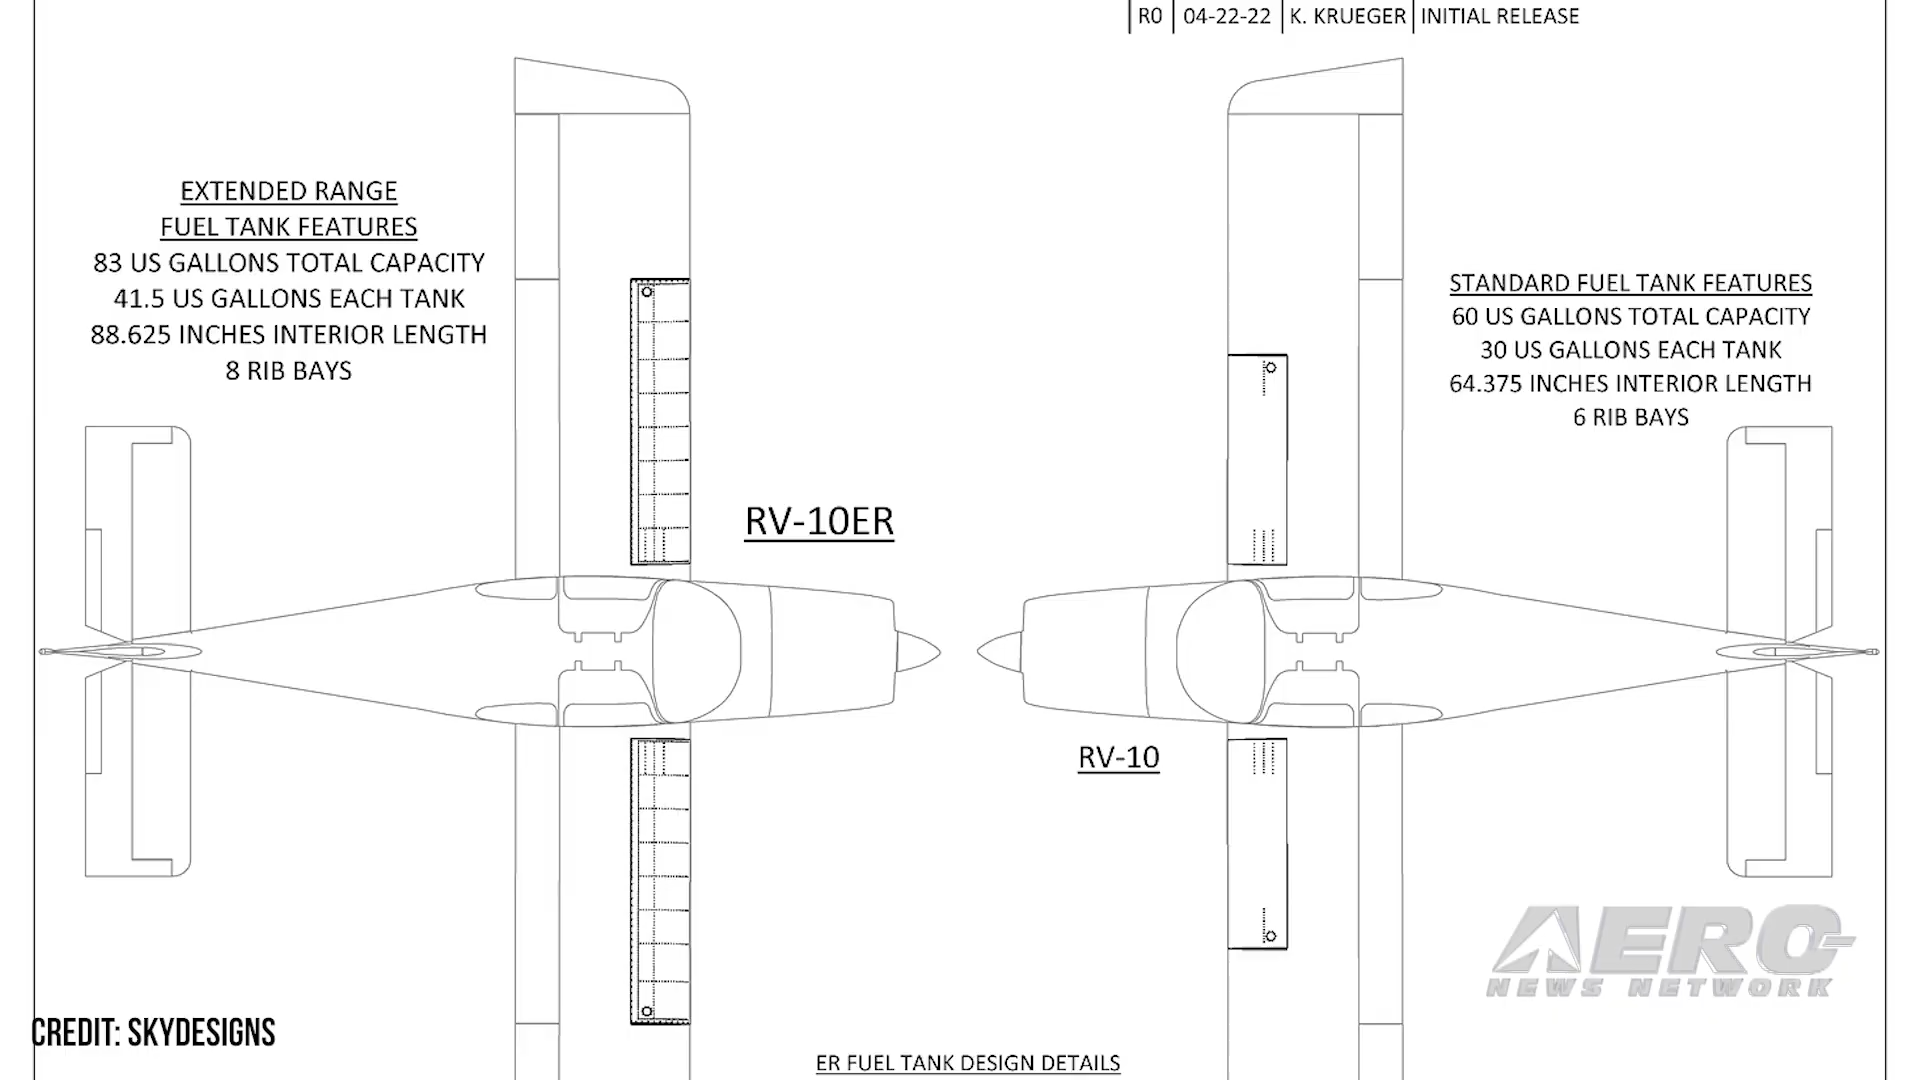 R0 04-22-22 K. KRUEGER INITIAL RELEASE
EXTENDED RANGE
FUEL TANK FEATURES
83 US GALLONS TOTAL CAPACITY
41.5 US GALLONS EACH TANK
88.625 INCHES INTERIOR LENGTH
8 RIB BAYS
STANDARD FUEL TANK FEATURES
60 US GALLONS TOTAL CAPACITY
30 US GALLONS EACH TANK
64.375 INCHES INTERIOR LENGTH
6 RIB BAYS
RV-10ER
RV-10
AERO-
NEWS NETWORK
CREDIT: SKYDESIGNS
ER FUEL TANK DESIGN DETAILS